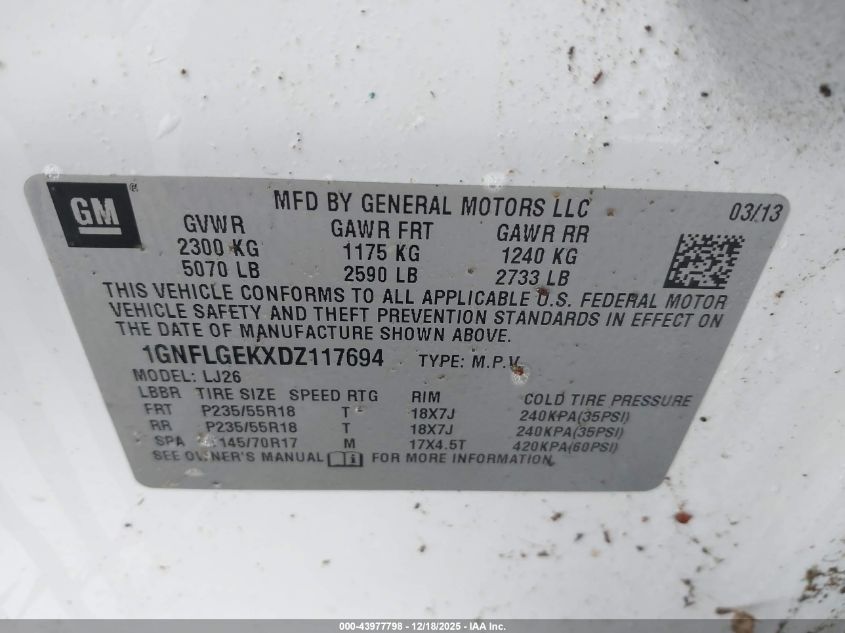 GM ®
MFD BY GENERAL MOTORS LLC 03/13
GVWR GAWR FRT GAWR RR
2300 KG 1175 KG 1240 KG
5070 LB 2590 LB 2733 LB
THIS VEHICLE CONFORMS TO ALL APPLICABLE U.S. FEDERAL MOTOR
VEHICLE SAFETY AND THEFT PREVENTION STANDARDS IN EFFECT ON
THE DATE OF MANUFACTURE SHOWN ABOVE.
1GNFLGEKXDZ117694 TYPE: M.P.V.
MODEL: LJ26
LBBR TIRE SIZE SPEED RTG RIM COLD TIRE PRESSURE
FRT P235/55R18 T 18X7J 240KPA(35PSI)
RR P235/55R18 T 18X7J 240KPA(35PSI)
SPA T145/70R17 M 17X4.5T 420KPA(60PSI)
SEE OWNER'S MANUAL FOR MORE INFORMATION.
000-43977798 - 12/18/2025 - IAA Inc.